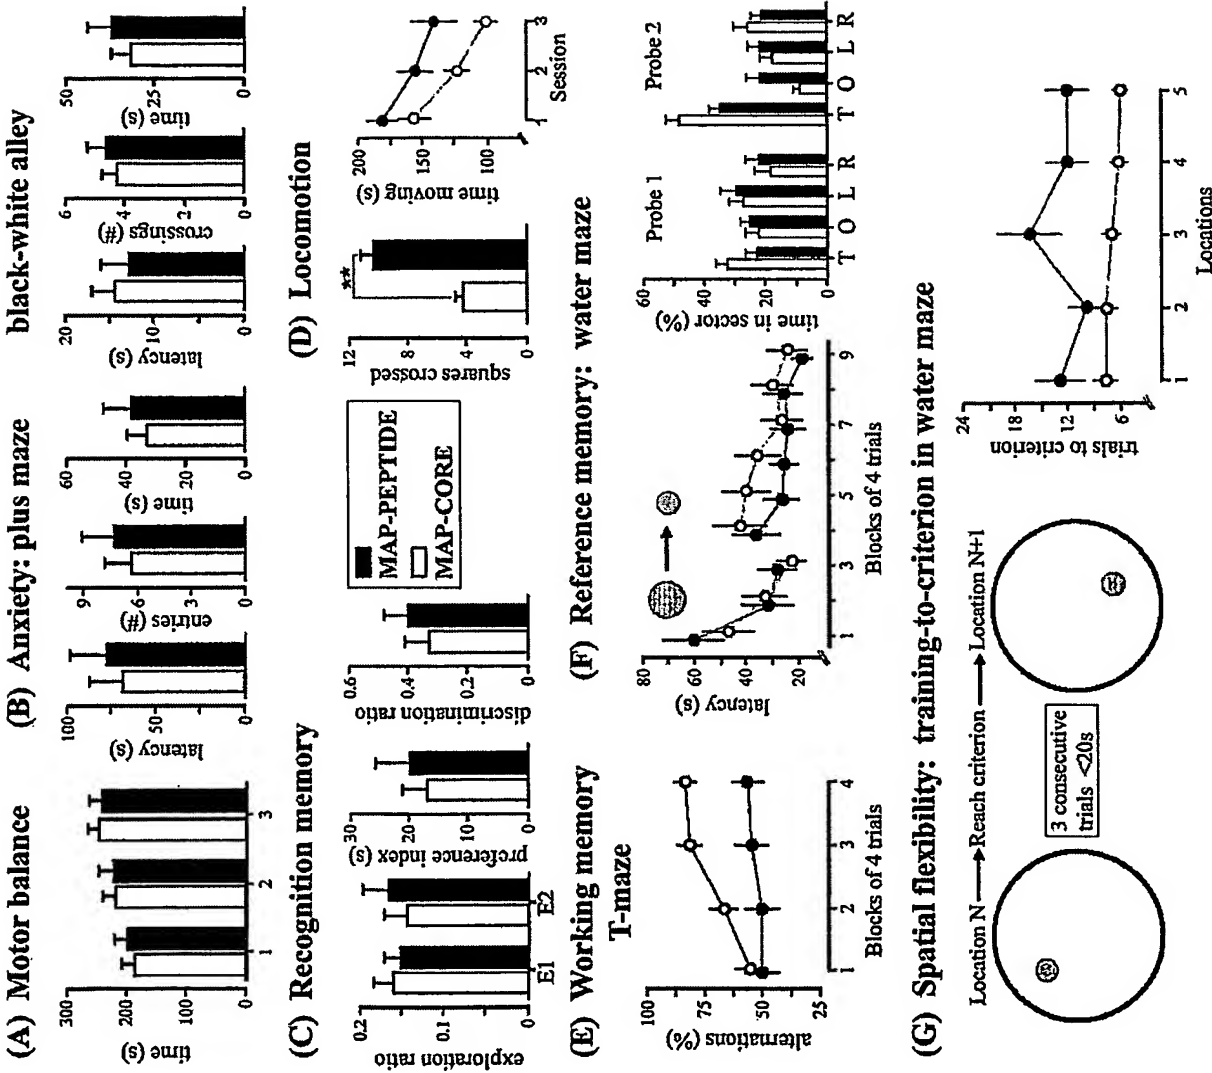 (A) Motor balance
time (s)
300
200
100
0
1
2
3
(B) Anxiety: plus maze
latency (s)
100
50
0
entries (#)
9
6
3
0
time (s)
60
40
20
0
black-white alley
latency (s)
20
10
0
crossings (#)
6
4
2
0
time (s)
50
25
0
(C) Recognition memory
exploration ratio
0.2
0.1
0
E1
E2
preference index (s)
30
20
10
0
discrimination ratio
0.6
0.4
0.2
0
MAP-PEPTIDE
MAP-CORE
(D) Locomotion
squares crossed
12
8
4
0
**
time moving (s)
200
150
100
1
2
3
Session
(E) Working memory
T-maze
alternations (%)
100
75
50
25
1
2
3
4
Blocks of 4 trials
(F) Reference memory: water maze
latency (s)
80
60
40
20
1
3
5
7
9
Blocks of 4 trials
time in sector (%)
60
40
20
0
Probe 1
Probe 2
T O L R
T O L R
(G) Spatial flexibility: training-to-criterion in water maze
Location N
Reach criterion
Location N+1
3 consecutive
trials <20s
trials to criterion
24
18
12
6
1
2
3
4
5
Locations